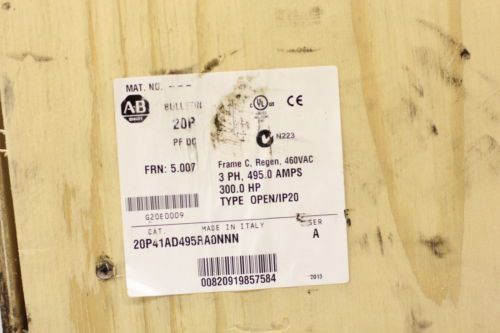 MAT. NO.
A-B
BULLETIN
20P
PF DC
FRN: 5.007
G20E0009
UL
CE
N223
Frame C, Regen, 460VAC
3 PH, 495.0 AMPS
300.0 HP
TYPE OPEN/IP20
CAT. MADE IN ITALY SER
20P41AD495RA0NNN A
00820919857584
2013